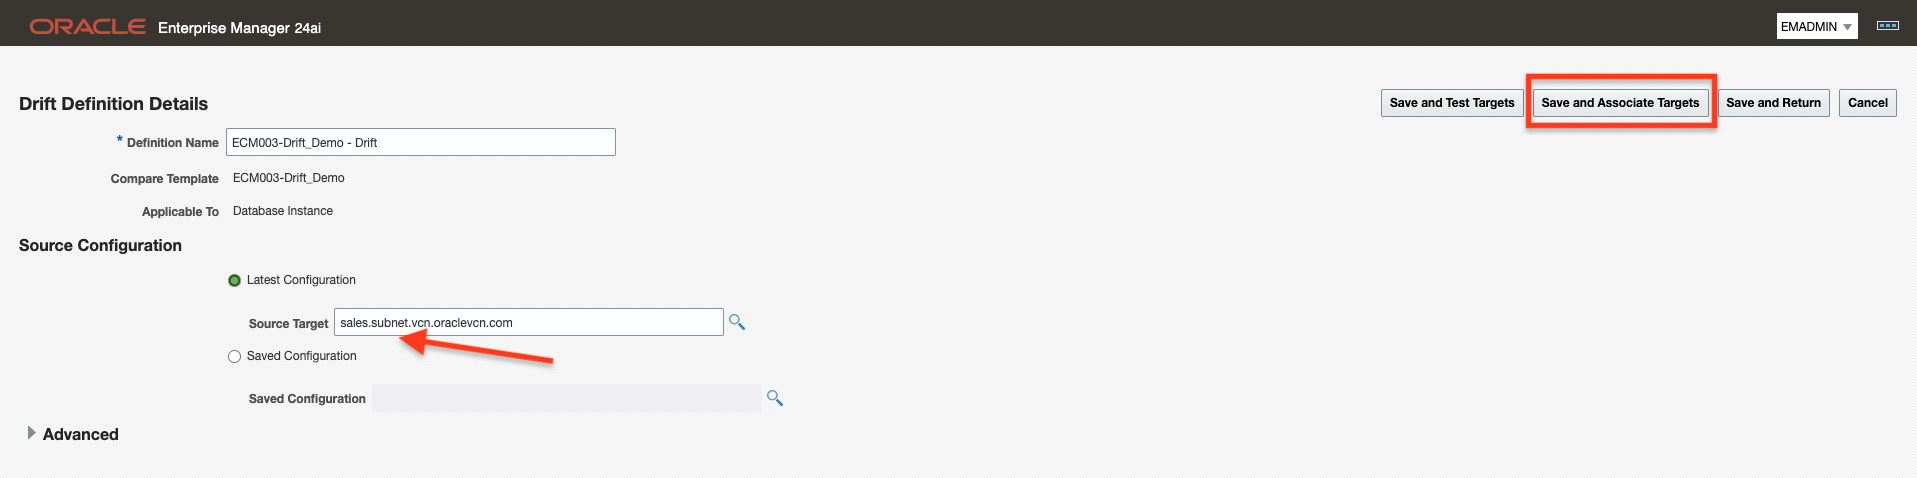 ORACLE Enterprise Manager 24ai
EMADMIN
Drift Definition Details
Save and Test Targets
Save and Associate Targets
Save and Return
Cancel
* Definition Name ECM003-Drift_Demo - Drift
Compare Template ECM003-Drift_Demo
Applicable To Database Instance
Source Configuration
Latest Configuration
Source Target sales.subnet.vcn.oraclevcn.com
Saved Configuration
Saved Configuration
Advanced